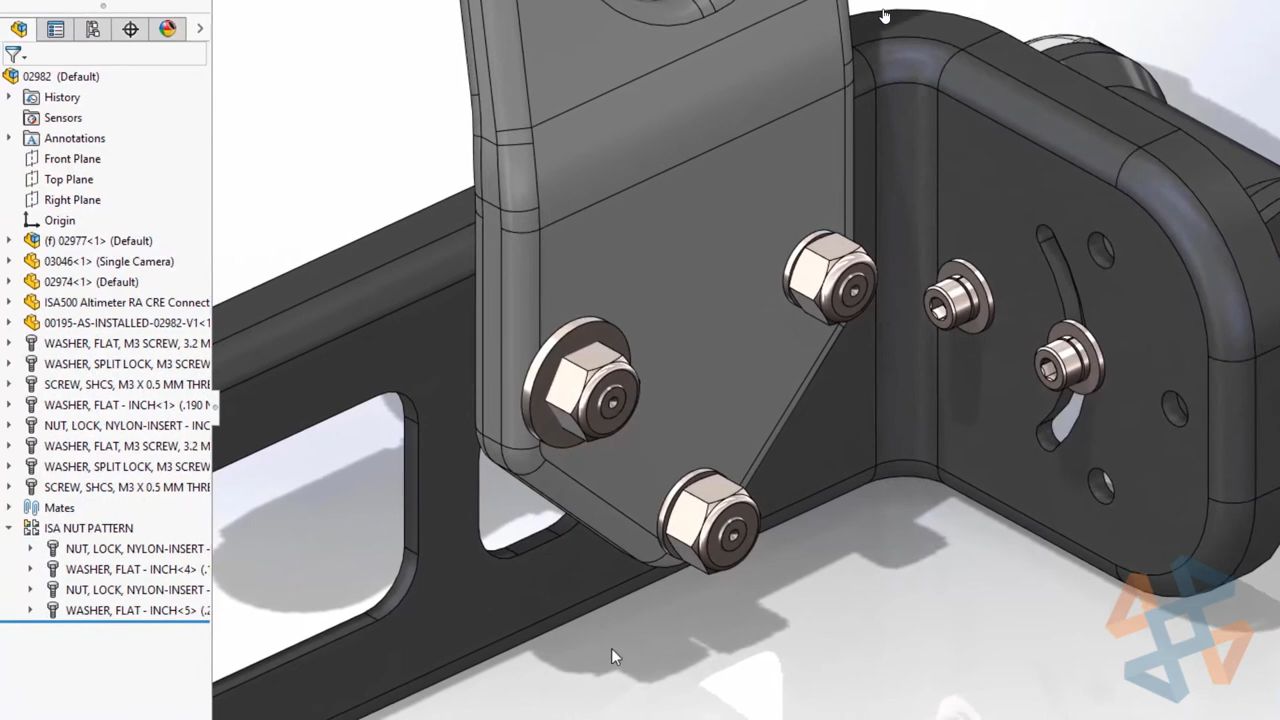 02982 (Default)
History
Sensors
Annotations
Front Plane
Top Plane
Right Plane
Origin
(f) 02977<1> (Default)
03046<1> (Single Camera)
02974<1> (Default)
ISA500 Altimeter RA CRE Connect
00195-AS-INSTALLED-02982-V1<1
WASHER, FLAT, M3 SCREW, 3.2 M
WASHER, SPLIT LOCK, M3 SCREW
SCREW, SHCS, M3 X 0.5 MM THRE
WASHER, FLAT - INCH<1> (.190 N
NUT, LOCK, NYLON-INSERT - INC
WASHER, FLAT, M3 SCREW, 3.2 M
WASHER, SPLIT LOCK, M3 SCREW
SCREW, SHCS, M3 X 0.5 MM THRE
Mates
ISA NUT PATTERN
NUT, LOCK, NYLON-INSERT -
WASHER, FLAT - INCH<4> (.
NUT, LOCK, NYLON-INSERT -
WASHER, FLAT - INCH<5> (.2